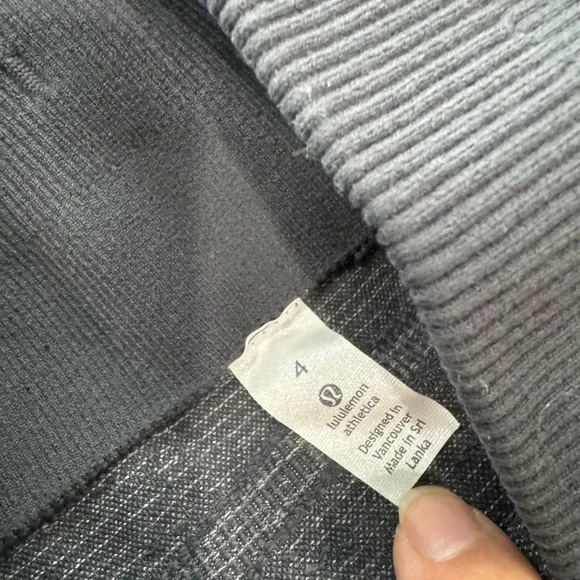 4
lululemon
athletica
Designed in
Vancouver
Made in Sri
Lanka